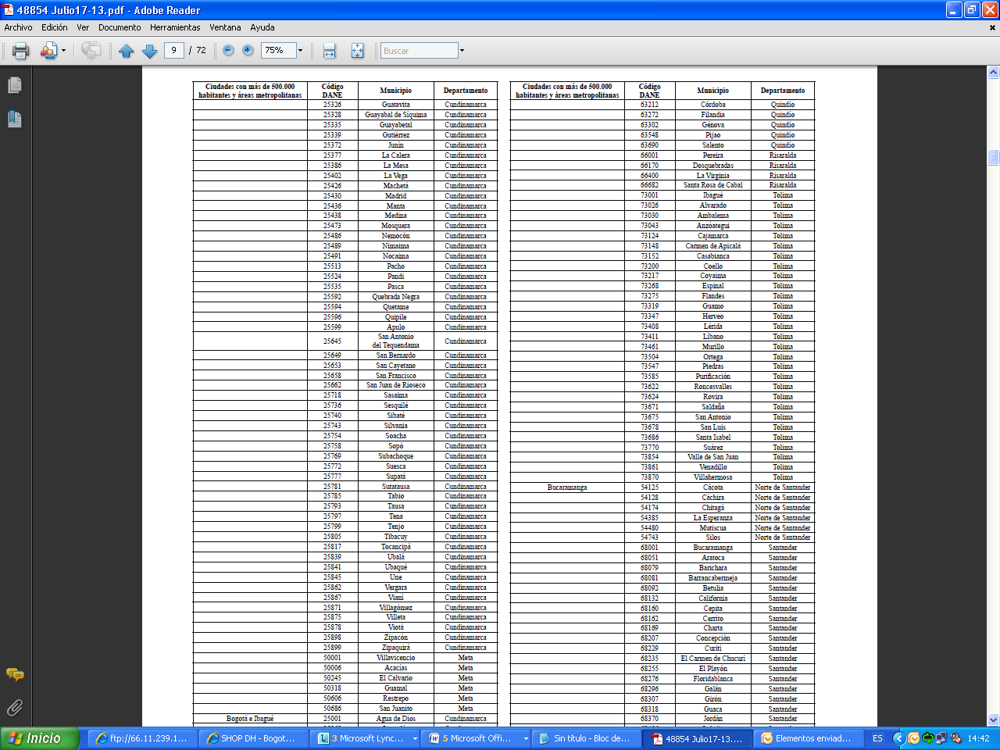 48854 Julio17-13.pdf - Adobe Reader
Archivo Edición Ver Documento Herramientas Ventana Ayuda
9 / 72 75% Buscar
Ciudades con más de 500.000 habitantes y áreas metropolitanas Código DANE Municipio Departamento
25326 Guatavita Cundinamarca
25328 Guayabal de Síquima Cundinamarca
25335 Guayabetal Cundinamarca
25339 Gutiérrez Cundinamarca
25372 Junín Cundinamarca
25377 La Calera Cundinamarca
25386 La Mesa Cundinamarca
25402 La Vega Cundinamarca
25426 Machetá Cundinamarca
25430 Madrid Cundinamarca
25436 Manta Cundinamarca
25438 Medina Cundinamarca
25473 Mosquera Cundinamarca
25486 Nemocón Cundinamarca
25489 Nimaima Cundinamarca
25491 Nocaima Cundinamarca
25513 Pacho Cundinamarca
25524 Pandi Cundinamarca
25535 Pasca Cundinamarca
25592 Quebrada Negra Cundinamarca
25594 Quetame Cundinamarca
25596 Quipile Cundinamarca
25599 Apulo Cundinamarca
25645 San Antonio del Tequendama Cundinamarca
25649 San Bernardo Cundinamarca
25653 San Cayetano Cundinamarca
25658 San Francisco Cundinamarca
25662 San Juan de Rioseco Cundinamarca
25718 Sasaima Cundinamarca
25736 Sesquilé Cundinamarca
25740 Sibaté Cundinamarca
25743 Silvania Cundinamarca
25754 Soacha Cundinamarca
25758 Sopó Cundinamarca
25769 Subachoque Cundinamarca
25772 Suesca Cundinamarca
25777 Supatá Cundinamarca
25781 Sutatausa Cundinamarca
25785 Tabio Cundinamarca
25793 Tausa Cundinamarca
25797 Tena Cundinamarca
25799 Tenjo Cundinamarca
25805 Tibacuy Cundinamarca
25817 Tocancipá Cundinamarca
25839 Ubalá Cundinamarca
25841 Ubaqué Cundinamarca
25845 Une Cundinamarca
25862 Vergara Cundinamarca
25867 Vianí Cundinamarca
25871 Villagómez Cundinamarca
25875 Villeta Cundinamarca
25878 Viotá Cundinamarca
25898 Zipacón Cundinamarca
25899 Zipaquirá Cundinamarca
50001 Villavicencio Meta
50006 Acacías Meta
50245 El Calvario Meta
50318 Guamal Meta
50606 Restrepo Meta
50686 San Juanito Meta
Bogotá e Ibagué 25001 Agua de Dios Cundinamarca
Ciudades con más de 500.000 habitantes y áreas metropolitanas Código DANE Municipio Departamento
63212 Córdoba Quindío
63272 Filandia Quindío
63302 Génova Quindío
63548 Pijao Quindío
63690 Salento Quindío
66001 Pereira Risaralda
66170 Dosquebradas Risaralda
66400 La Virginia Risaralda
66682 Santa Rosa de Cabal Risaralda
73001 Ibagué Tolima
73026 Alvarado Tolima
73030 Ambalema Tolima
73043 Anzóategui Tolima
73124 Cajamarca Tolima
73148 Carmen de Apicalá Tolima
73152 Casabianca Tolima
73200 Coello Tolima
73217 Coyaima Tolima
73268 Espinal Tolima
73275 Flandes Tolima
73319 Guamo Tolima
73347 Herveo Tolima
73408 Lérida Tolima
73411 Líbano Tolima
73461 Murillo Tolima
73504 Ortega Tolima
73547 Piedras Tolima
73585 Purificación Tolima
73622 Roncesvalles Tolima
73624 Rovira Tolima
73671 Saldaña Tolima
73675 San Antonio Tolima
73678 San Luis Tolima
73686 Santa Isabel Tolima
73770 Suárez Tolima
73854 Valle de San Juan Tolima
73861 Venadillo Tolima
73870 Villahermosa Tolima
Bucaramanga 54125 Cácota Norte de Santander
54128 Cáchira Norte de Santander
54174 Chitagá Norte de Santander
54385 La Esperanza Norte de Santander
54480 Mutiscua Norte de Santander
54743 Silos Norte de Santander
68001 Bucaramanga Santander
68051 Aratoca Santander
68079 Barichara Santander
68081 Barrancabermeja Santander
68092 Betulia Santander
68132 California Santander
68160 Cepita Santander
68162 Cerrito Santander
68169 Charta Santander
68207 Concepción Santander
68229 Curití Santander
68235 El Carmen de Chucurí Santander
68255 El Playón Santander
68276 Floridablanca Santander
68296 Galán Santander
68307 Girón Santander
68318 Guaca Santander
68370 Jordán Santander
Inicio ftp://66.11.239.1... SHOP DH - Bogot... 3 Microsoft Lync... 5 Microsoft Offi... Sin título - Bloc de... 48854 Julio17-13.... Elementos enviad... ES 14:42